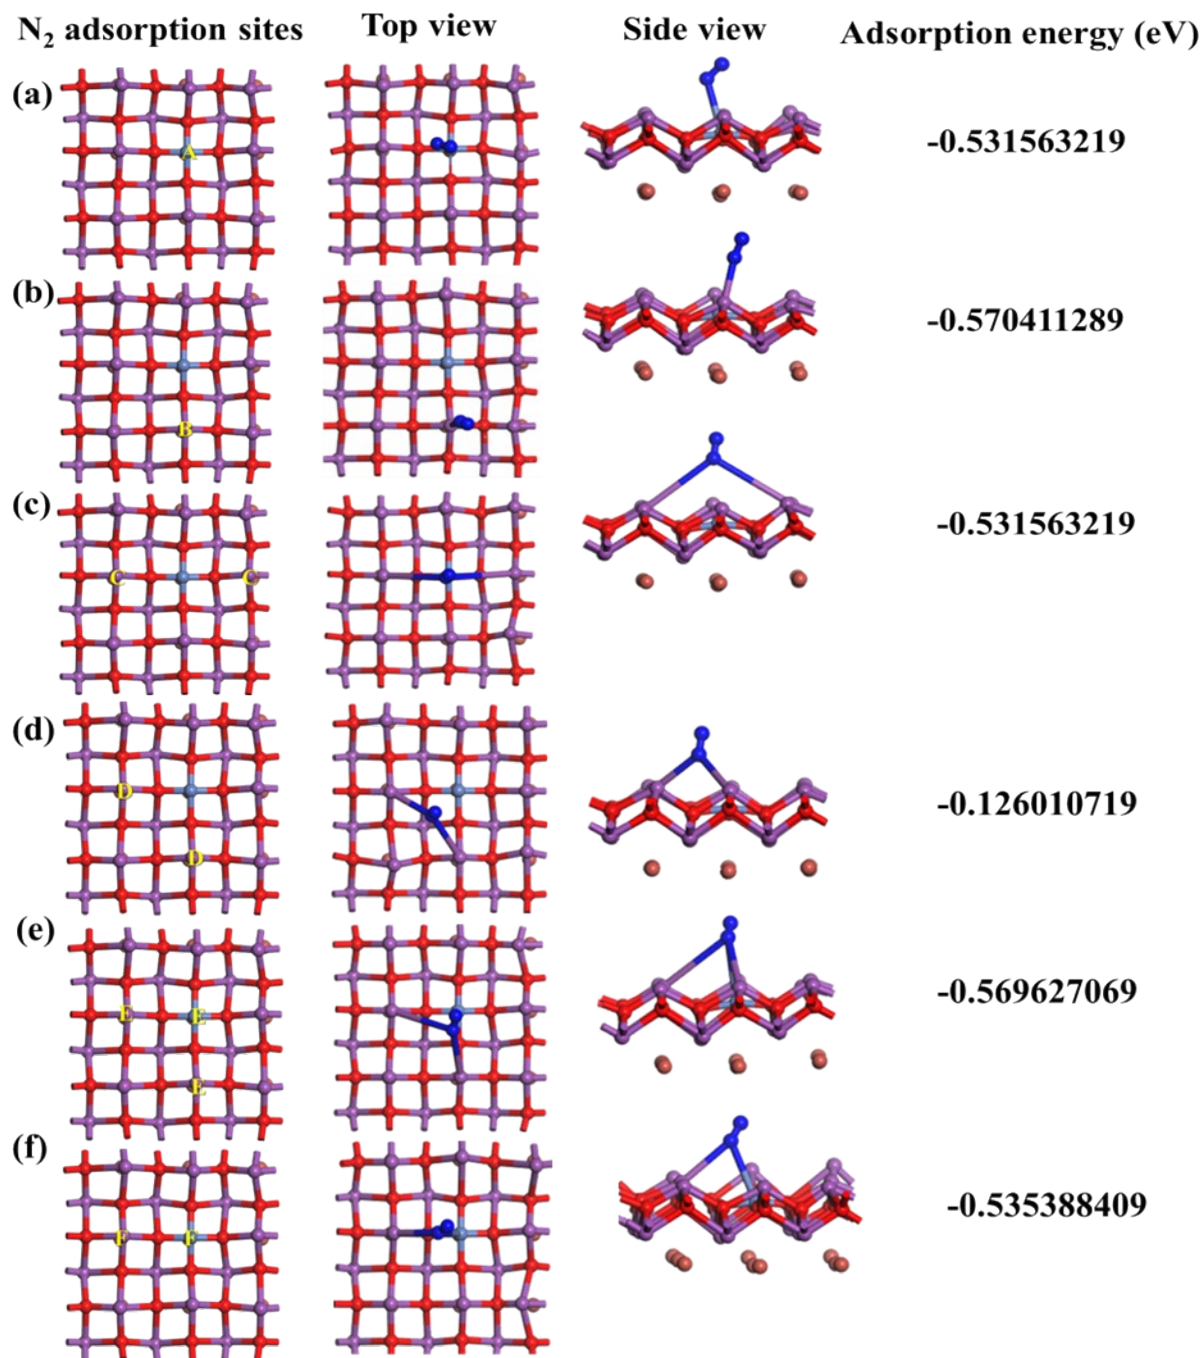 N₂ adsorption sites Top view Side view Adsorption energy (eV)
(a)
A
-0.531563219
(b)
B
-0.570411289
(c)
C C
-0.531563219
(d)
D
D
-0.126010719
(e)
E E
E
-0.569627069
(f)
F F
-0.535388409